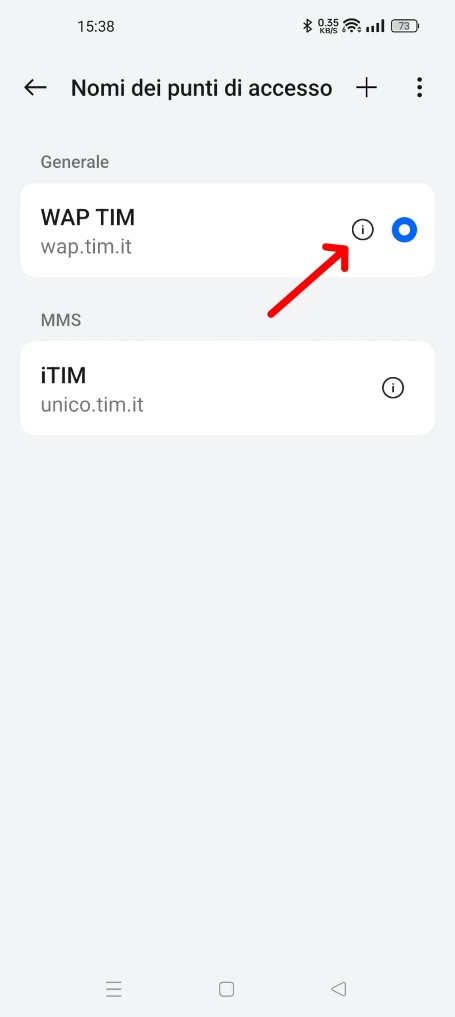 15:38
0.35
KB/S
6
73
Nomi dei punti di accesso
Generale
WAP TIM
wap.tim.it
MMS
iTIM
unico.tim.it